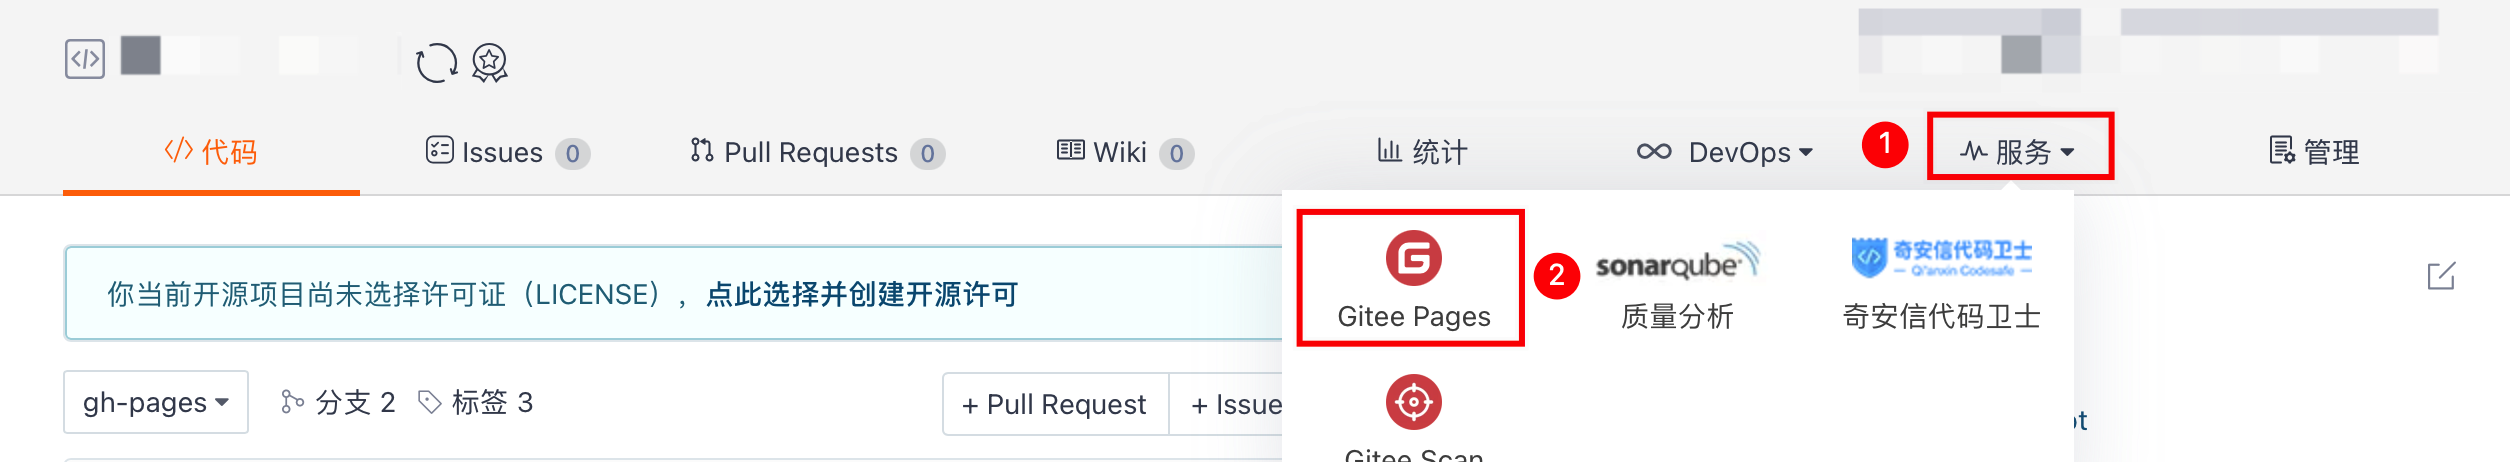 代码
Issues 0
Pull Requests 0
Wiki 0
统计
DevOps
1
服务
管理
Gitee Pages
2
sonarqube
质量分析
奇安信代码卫士
Qi'anxin Codesafe
奇安信代码卫士
你当前开源项目尚未选择许可证（LICENSE），点此选择并创建开源许可
gh-pages
分支 2
标签 3
+ Pull Request
+ Issue
Gitee Scan